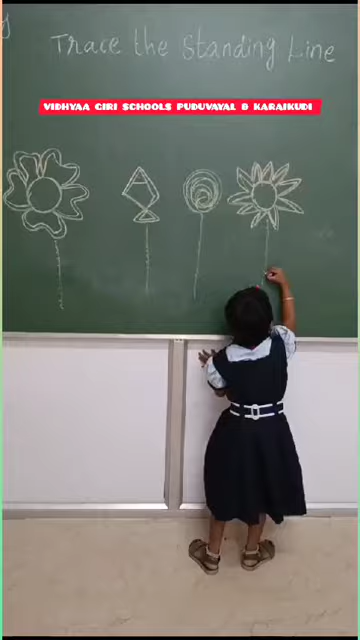 Trace the Standing Line
VIDHYAA GIRI SCHOOLS PUDUVAYAL & KARAIKUDI